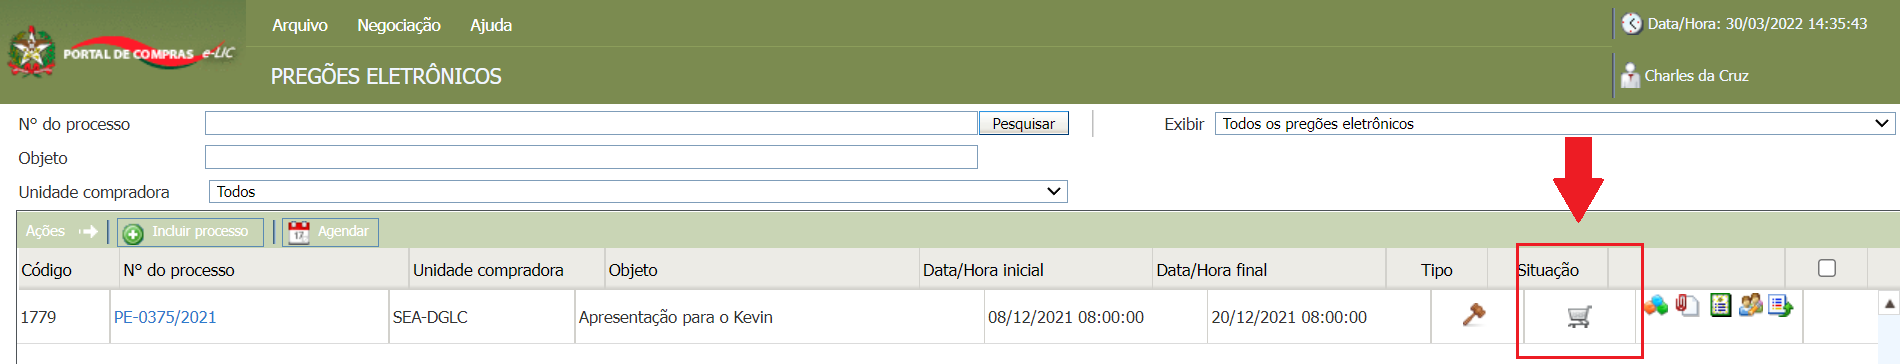 Arquivo Negociação Ajuda
Data/Hora: 30/03/2022 14:35:43
PORTAL DE COMPRAS e-LIC
PREGÕES ELETRÔNICOS
Charles da Cruz
N° do processo Pesquisar Exibir Todos os pregões eletrônicos
Objeto
Unidade compradora Todos
Ações Incluir processo 17 Agendar
Código N° do processo Unidade compradora Objeto Data/Hora inicial Data/Hora final Tipo Situação
1779 PE-0375/2021 SEA-DGLC Apresentação para o Kevin 08/12/2021 08:00:00 20/12/2021 08:00:00